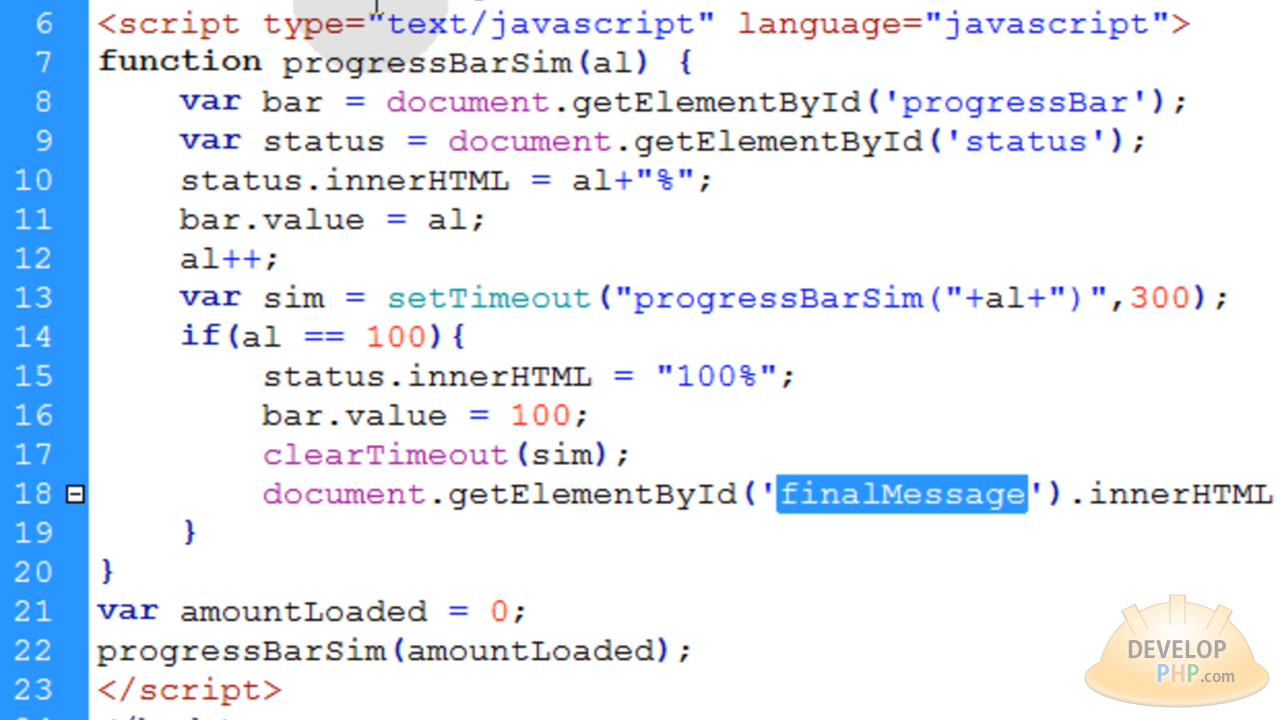 6 <script type="text/javascript" language="javascript">
7 function progressBarSim(al) {
8 var bar = document.getElementById('progressBar');
9 var status = document.getElementById('status');
10 status.innerHTML = al+"%";
11 bar.value = al;
12 al++;
13 var sim = setTimeout("progressBarSim("+al+")",300);
14 if(al == 100){
15 status.innerHTML = "100%";
16 bar.value = 100;
17 clearTimeout(sim);
18 document.getElementById('finalMessage').innerHTML
19 }
20 }
21 var amountLoaded = 0;
22 progressBarSim(amountLoaded);
23 </script>
DEVELOP
PHP.com